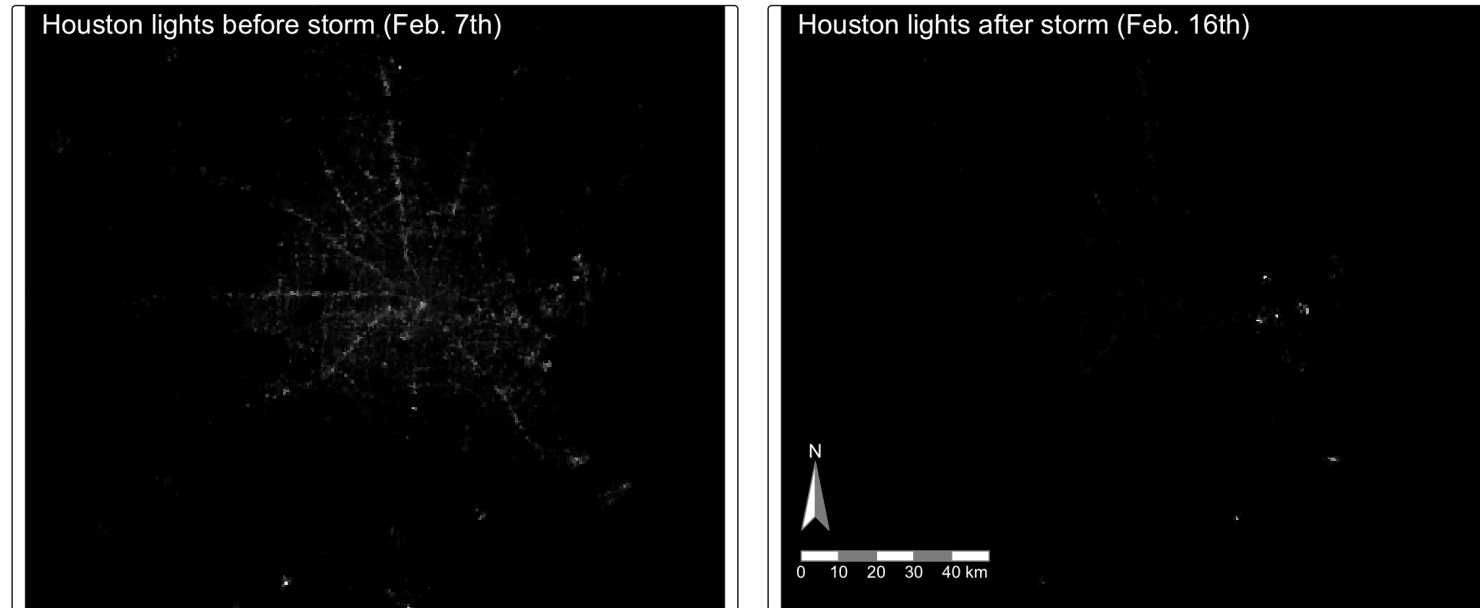 Houston lights before storm (Feb. 7th)
Houston lights after storm (Feb. 16th)
N
0 10 20 30 40 km